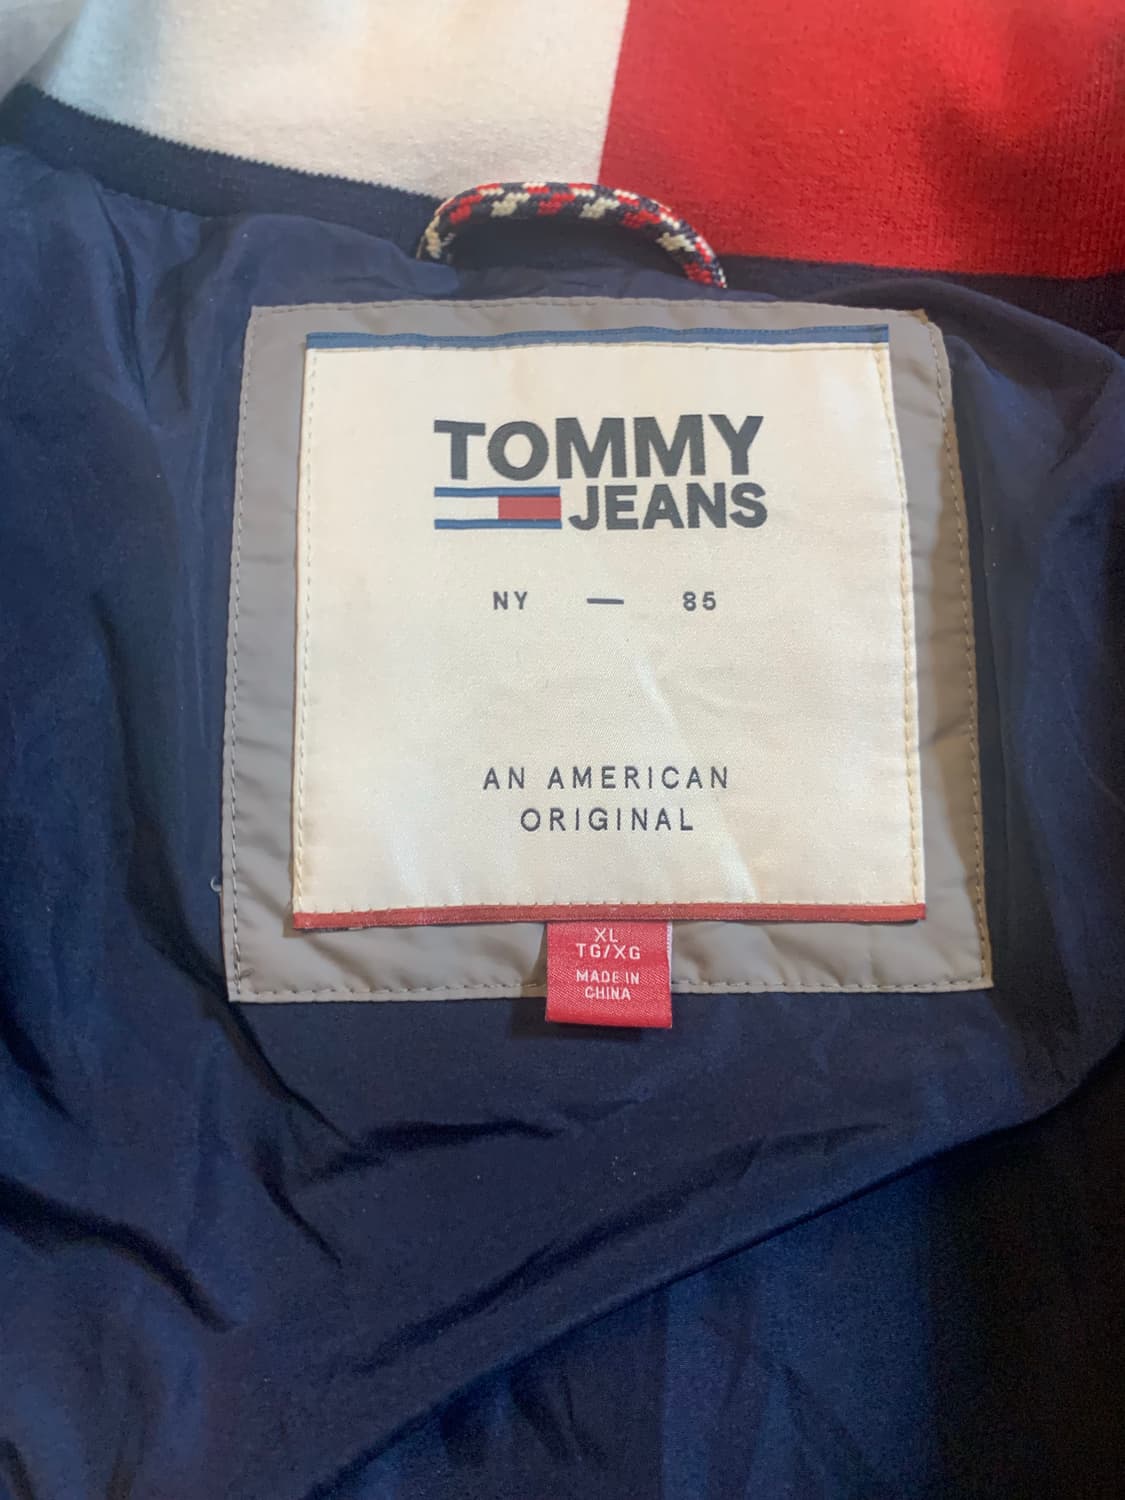 TOMMY
JEANS
NY — 85
AN AMERICAN
ORIGINAL
XL
TG/XG
MADE IN
CHINA